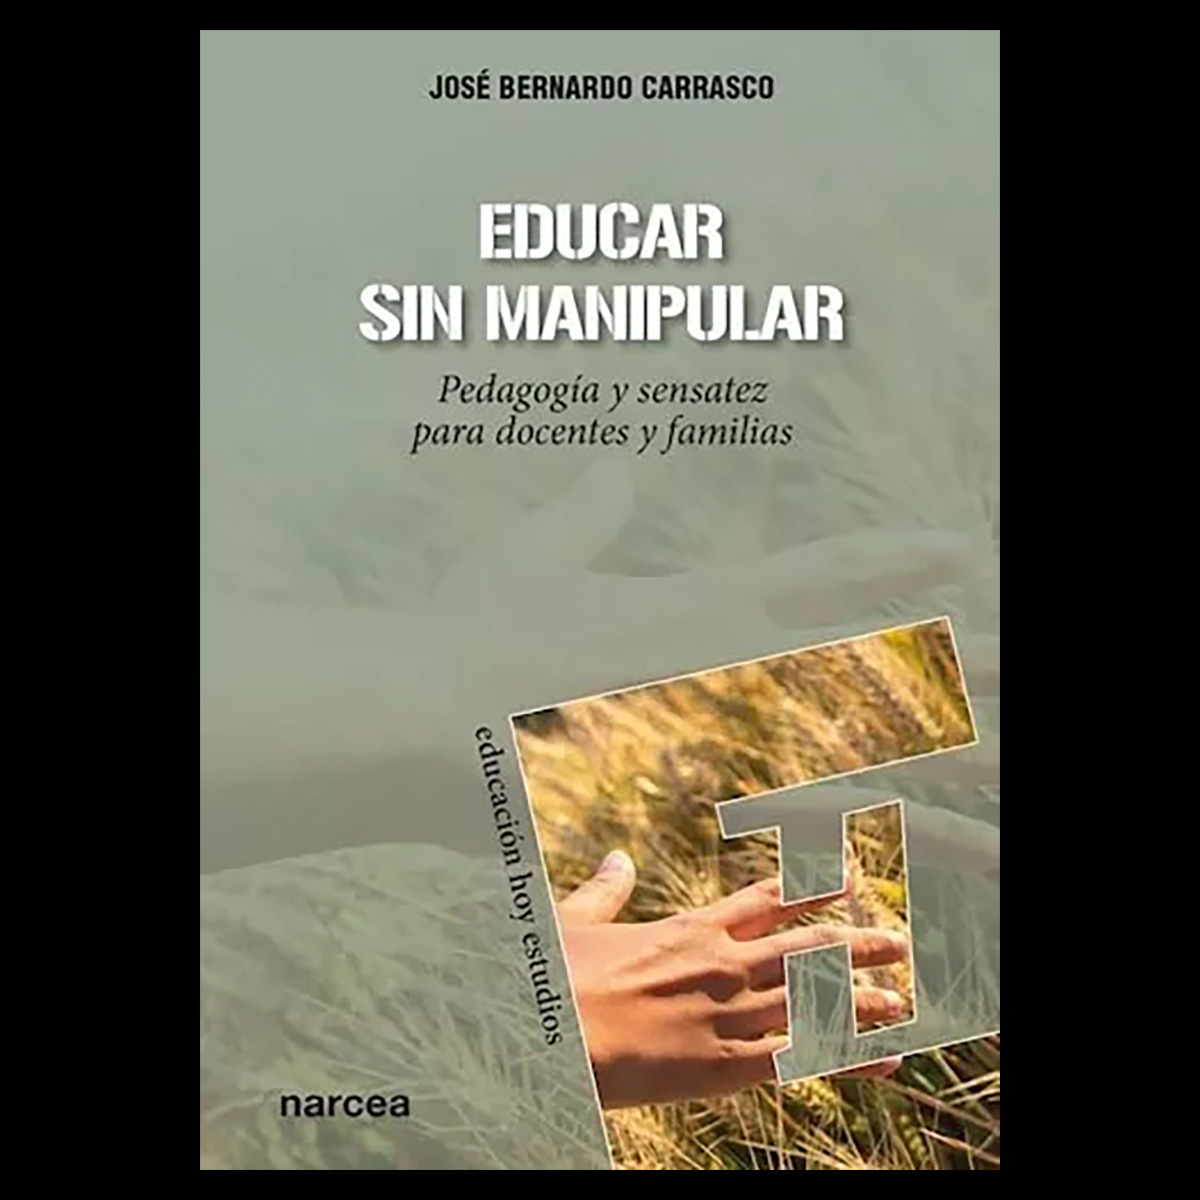 JOSÉ BERNARDO CARRASCO
EDUCAR
SIN MANIPULAR
Pedagogía y sensatez
para docentes y familias
educación hoy estudios
narcea